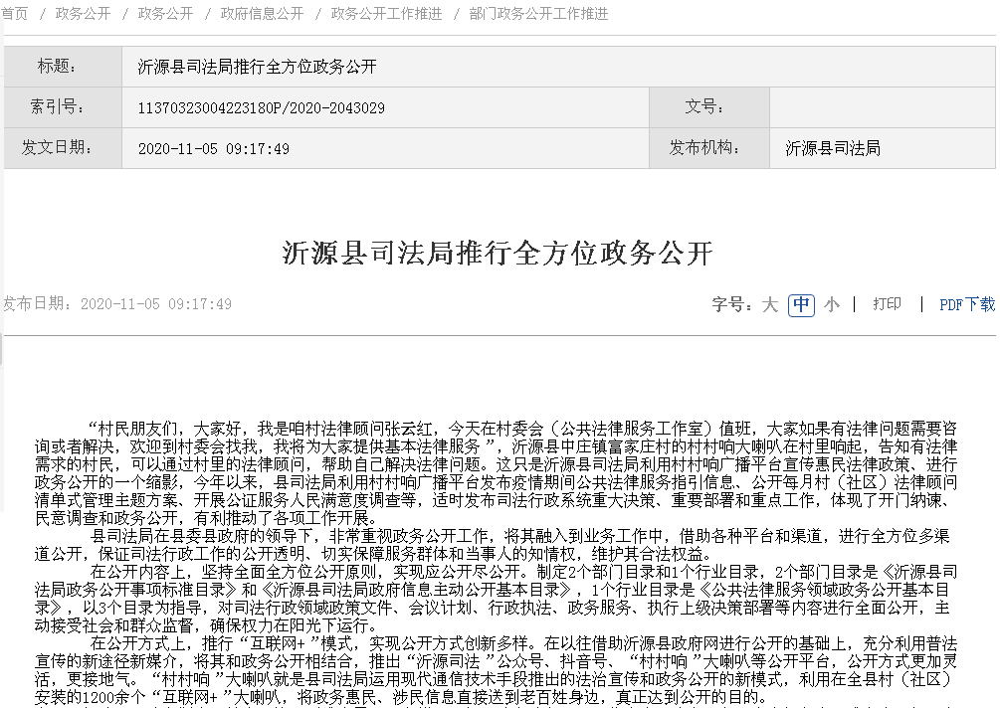 首页 / 政务公开 / 政务公开 / 政府信息公开 / 政务公开工作推进 / 部门政务公开工作推进
标题： 沂源县司法局推行全方位政务公开
索引号： 11370323004223180P/2020-2043029 文号：
发文日期： 2020-11-05 09:17:49 发布机构： 沂源县司法局
沂源县司法局推行全方位政务公开
发布日期：2020-11-05 09:17:49 字号：大 中 小 | 打印 | PDF下载
“村民朋友们，大家好，我是咱村法律顾问张云红，今天在村委会（公共法律服务工作室）值班，大家如果有法律问题需要咨
询或者解决，欢迎到村委会找我，我将为大家提供基本法律服务”，沂源县中庄镇富家庄村的村村响大喇叭在村里响起，告知有法律
需求的村民，可以通过村里的法律顾问，帮助自己解决法律问题。这只是沂源县司法局利用村村响广播平台宣传惠民法律政策、进行
政务公开的一个缩影，今年以来，县司法局利用村村响广播平台发布疫情期间公共法律服务指引信息、公开每月村（社区）法律顾问
清单式管理主题方案、开展公证服务人民满意度调查等，适时发布司法行政系统重大决策、重要部署和重点工作，体现了开门纳谏、
民意调查和政务公开，有利推动了各项工作开展。
县司法局在县委县政府的领导下，非常重视政务公开工作，将其融入到业务工作中，借助各种平台和渠道，进行全方位多渠
道公开，保证司法行政工作的公开透明、切实保障服务群体和当事人的知情权，维护其合法权益。
在公开内容上，坚持全面全方位公开原则，实现应公开尽公开。制定2个部门目录和1个行业目录，2个部门目录是《沂源县司
法局政务公开事项标准目录》和《沂源县司法局政府信息主动公开基本目录》，1个行业目录是《公共法律服务领域政务公开基本目
录》，以3个目录为指导，对司法行政领域政策文件、会议计划、行政执法、政务服务、执行上级决策部署等内容进行全面公开，主
动接受社会和群众监督，确保权力在阳光下运行。
在公开方式上，推行“互联网+”模式，实现公开方式创新多样。在以往借助沂源县政府网进行公开的基础上，充分利用普法
宣传的新途径新媒介，将其和政务公开相结合，推出“沂源司法”公众号、抖音号、“村村响”大喇叭等公开平台，公开方式更加灵
活，更接地气。“村村响”大喇叭就是县司法局运用现代通信技术手段推出的法治宣传和政务公开的新模式，利用在全县村（社区）
安装的1200余个“互联网+”大喇叭，将政务惠民、涉民信息直接送到老百姓身边，真正达到公开的目的。